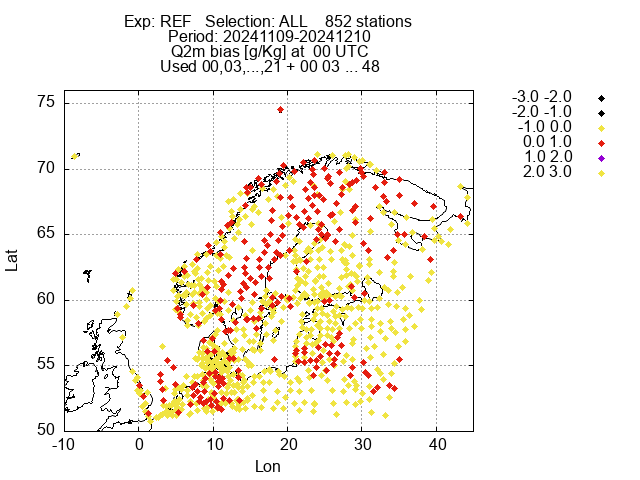 Exp: REF   Selection: ALL    852 stations
Period: 20241109-20241210
Q2m bias [g/Kg] at  00 UTC
Used 00,03,...,21 + 00 03 ... 48
-3.0 -2.0
-2.0 -1.0
-1.0 0.0
0.0 1.0
1.0 2.0
2.0 3.0
75
70
65
60
55
50
Lat
-10 0 10 20 30 40
Lon